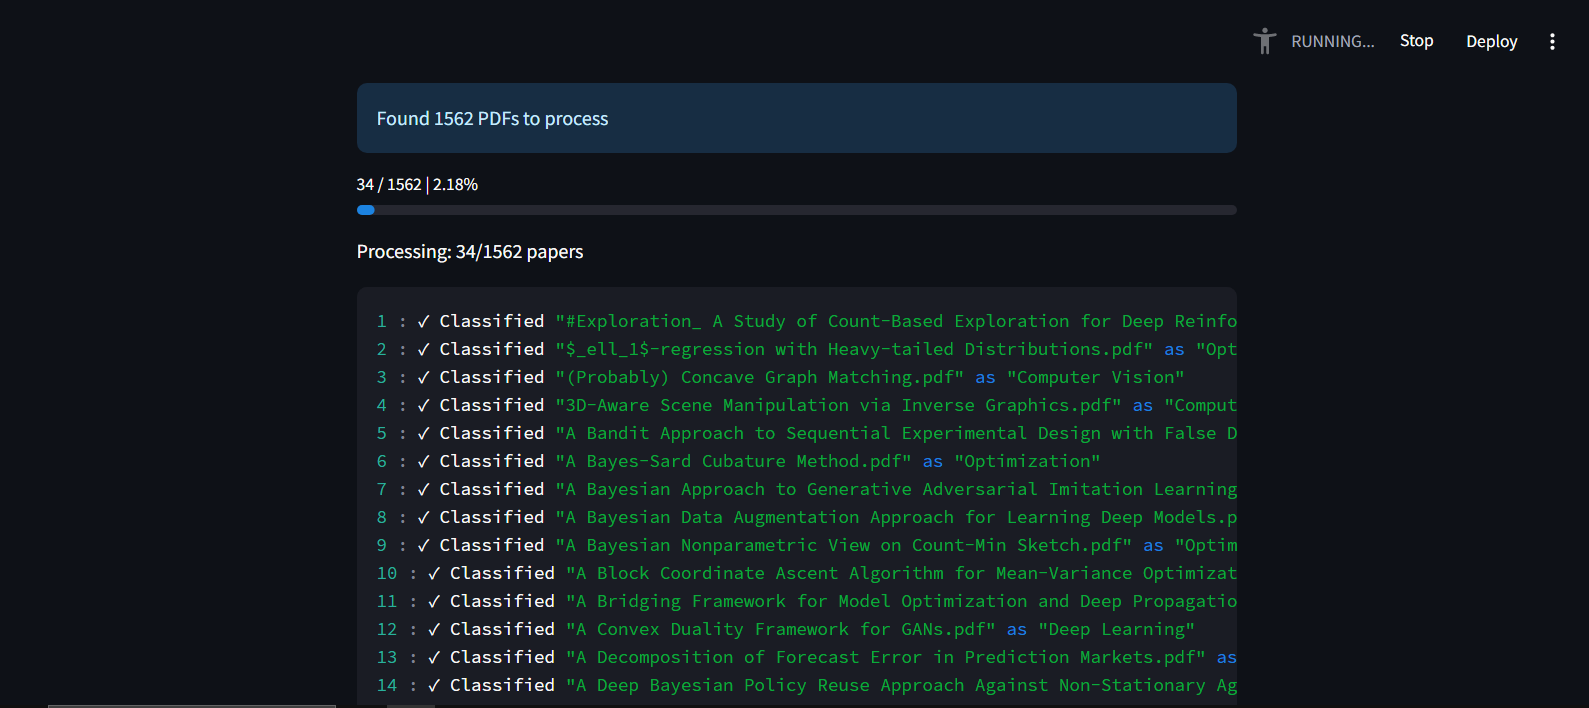 RUNNING... Stop Deploy
Found 1562 PDFs to process
34 / 1562 | 2.18%
Processing: 34/1562 papers
1 : ✓ Classified "#Exploration_ A Study of Count-Based Exploration for Deep Reinfo
2 : ✓ Classified "$_ell_1$-regression with Heavy-tailed Distributions.pdf" as "Opt
3 : ✓ Classified "(Probably) Concave Graph Matching.pdf" as "Computer Vision"
4 : ✓ Classified "3D-Aware Scene Manipulation via Inverse Graphics.pdf" as "Comput
5 : ✓ Classified "A Bandit Approach to Sequential Experimental Design with False D
6 : ✓ Classified "A Bayes-Sard Cubature Method.pdf" as "Optimization"
7 : ✓ Classified "A Bayesian Approach to Generative Adversarial Imitation Learning
8 : ✓ Classified "A Bayesian Data Augmentation Approach for Learning Deep Models.p
9 : ✓ Classified "A Bayesian Nonparametric View on Count-Min Sketch.pdf" as "Optim
10 : ✓ Classified "A Block Coordinate Ascent Algorithm for Mean-Variance Optimizat
11 : ✓ Classified "A Bridging Framework for Model Optimization and Deep Propagatio
12 : ✓ Classified "A Convex Duality Framework for GANs.pdf" as "Deep Learning"
13 : ✓ Classified "A Decomposition of Forecast Error in Prediction Markets.pdf" as
14 : ✓ Classified "A Deep Bayesian Policy Reuse Approach Against Non-Stationary Ag